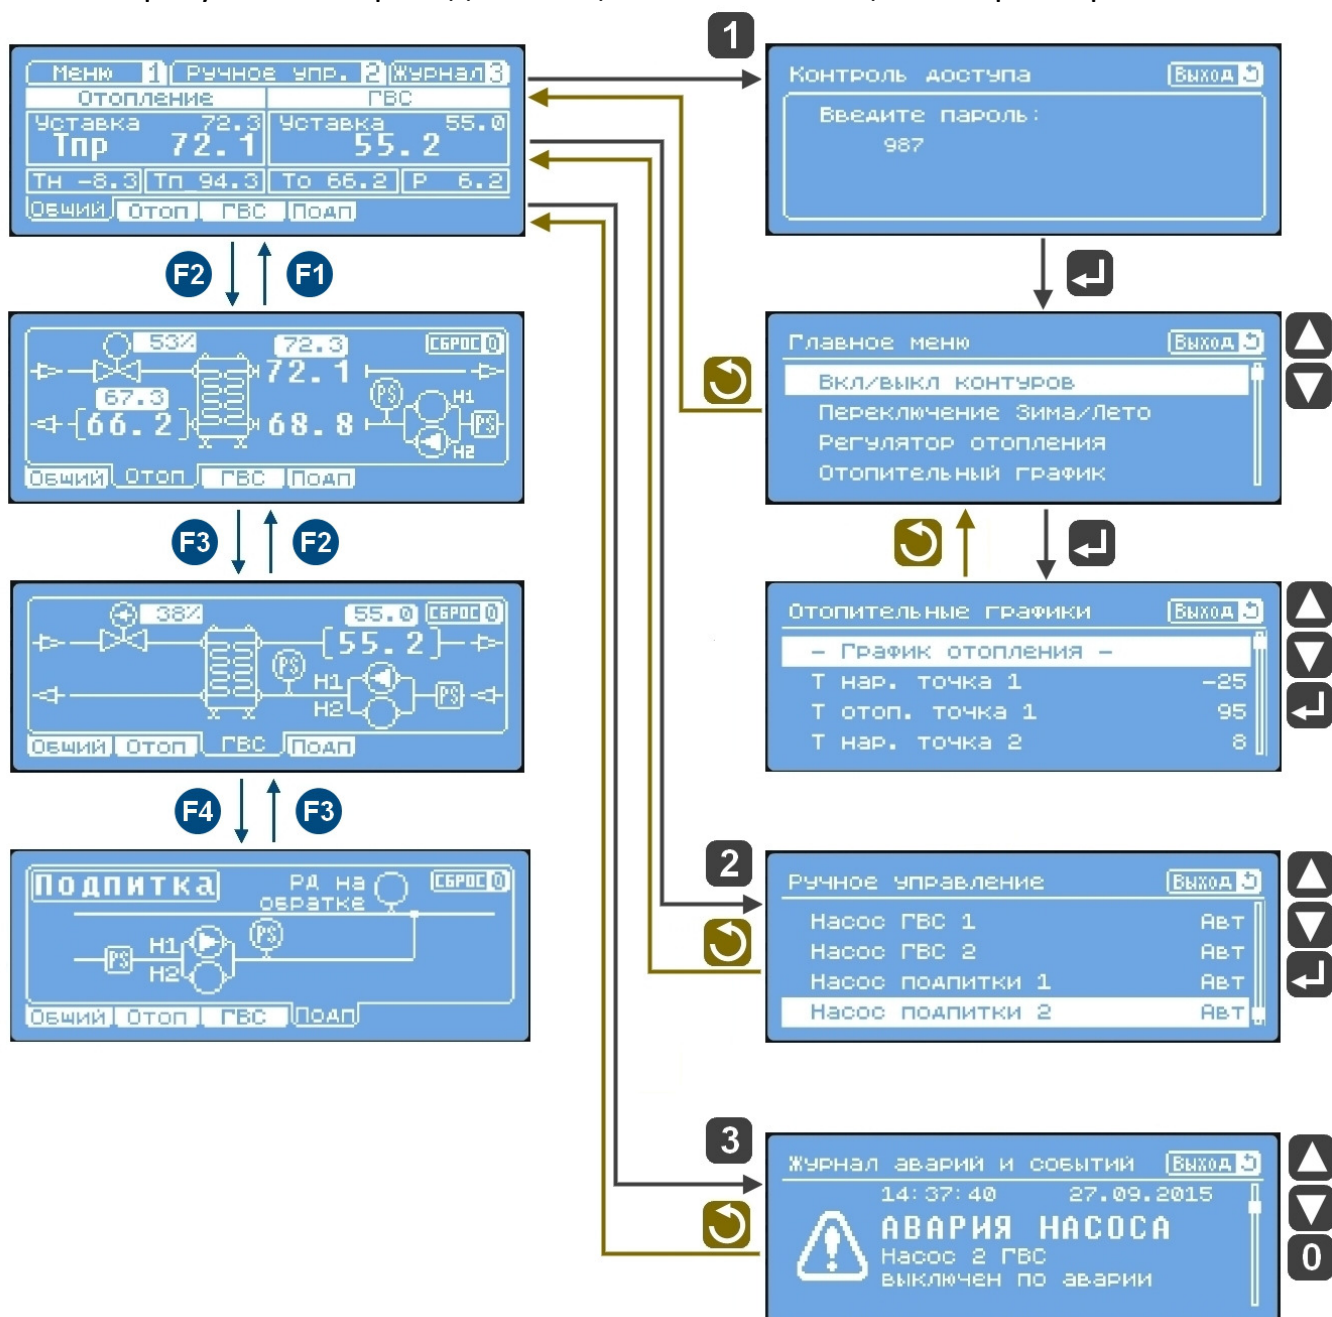 1
Меню 1 Ручное упр. 2 Журнал 3
Отопление ГВС
Уставка 72.3 Уставка 55.0
Тпр 72.1 55.2
Тн -8.3 Тп 94.3 То 66.2 Р 6.2
Общий Отоп ГВС Подп
Контроль доступа Выход
Введите пароль:
987
F2 F1
53% 72.3 СБРОС 0
72.1
67.3 PS Н1
66.2 68.8 PS
Н2
Общий Отоп ГВС Подп
Главное меню Выход
Вкл/выкл контуров
Переключение Зима/Лето
Регулятор отопления
Отопительный график
F3 F2
38% 55.0 СБРОС 0
55.2
PS Н1 PS
Н2
Общий Отоп ГВС Подп
Отопительные графики Выход
- График отопления -
Т нар. точка 1 -25
Т отоп. точка 1 95
Т нар. точка 2 8
F4 F3
Подпитка РД на СБРОС 0
обратке
Н1 PS
PS Н2
Общий Отоп ГВС Подп
2
Ручное управление Выход
Насос ГВС 1 Авт
Насос ГВС 2 Авт
Насос подпитки 1 Авт
Насос подпитки 2 Авт
3
Журнал аварий и событий Выход
14:37:40 27.09.2015
АВАРИЯ НАСОСА
Насос 2 ГВС
выключен по аварии
0